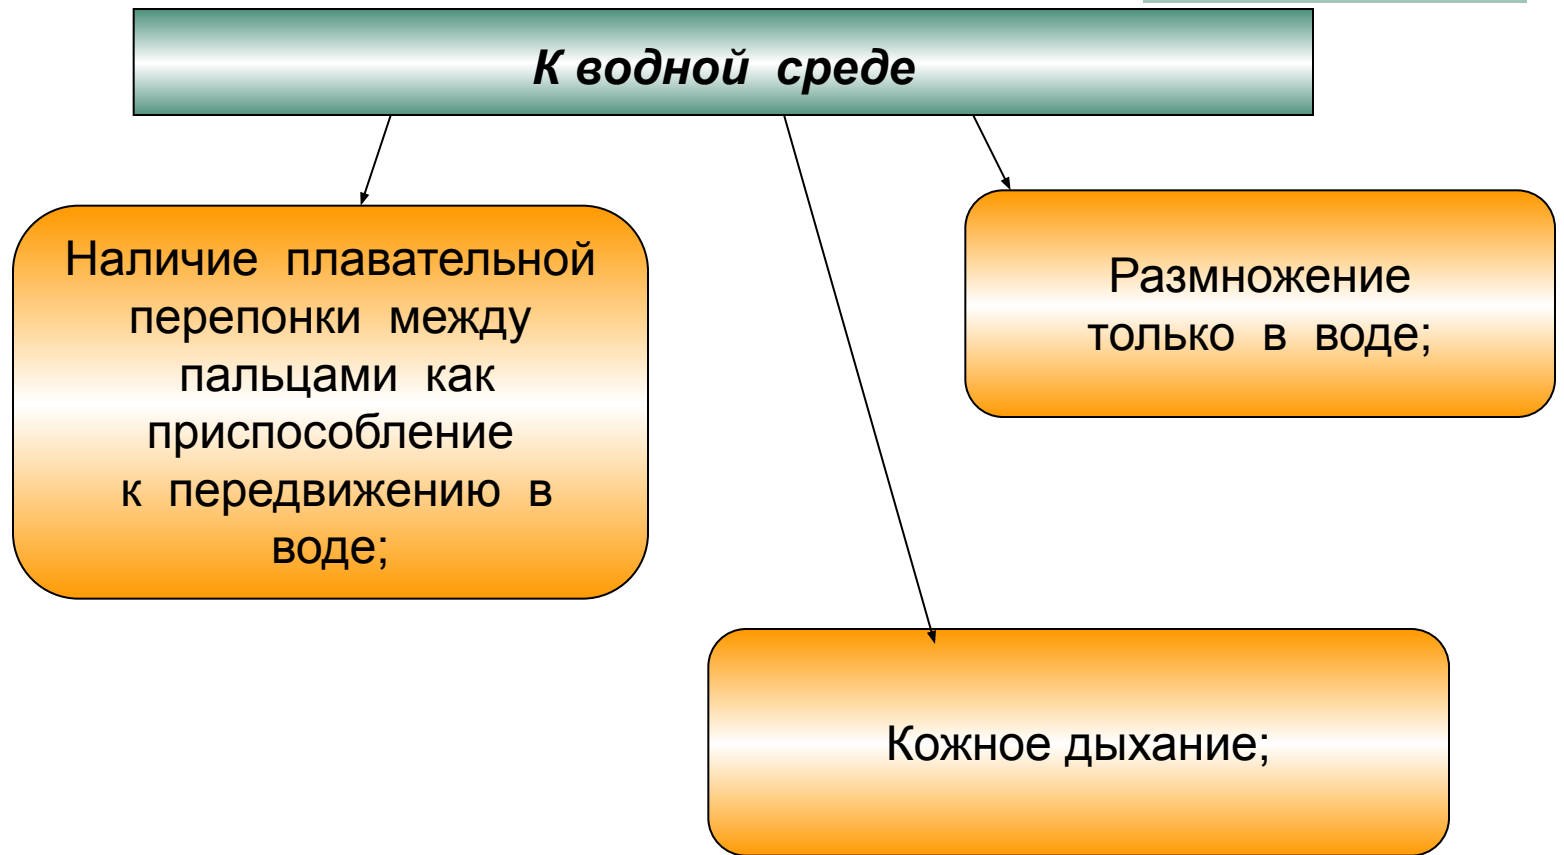 К водной среде
Наличие плавательной
перепонки между
пальцами как
приспособление
к передвижению в
воде;
Размножение
только в воде;
Кожное дыхание;